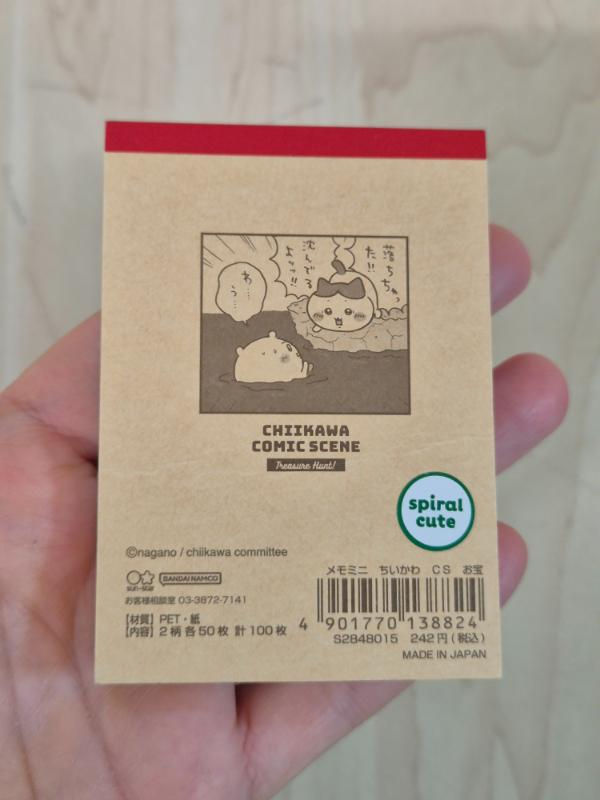 落ちちゃっ
た!!
沈んでる
よォッ!!
わ…
う…
CHIIKAWA
COMIC SCENE
Treasure Hunt!
spiral
cute
©nagano / chiikawa committee
sun-star BANDAI NAMCO
お客様相談室 03-3872-7141
【材質】 PET・紙
【内容】 2柄 各50枚 計100枚
メモミニ ちいかわ CS お宝
4 901770 138824
S2848015 242円(税込)
MADE IN JAPAN